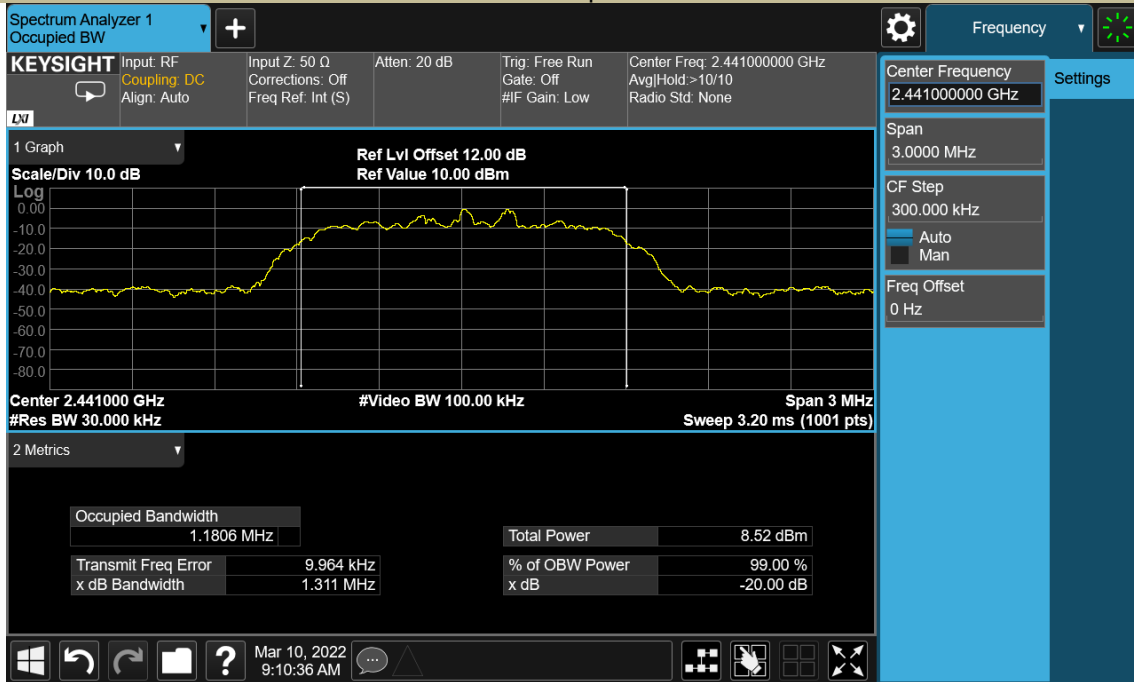 Spectrum Analyzer 1
Occupied BW
+
Frequency
KEYSIGHT
LXI
Input: RF
Coupling: DC
Align: Auto
Input Z: 50 Ω
Corrections: Off
Freq Ref: Int (S)
Atten: 20 dB
Trig: Free Run
Gate: Off
#IF Gain: Low
Center Freq: 2.441000000 GHz
Avg|Hold:>10/10
Radio Std: None
Center Frequency
2.441000000 GHz
Settings
Span
3.0000 MHz
CF Step
300.000 kHz
Auto
Man
Freq Offset
0 Hz
1 Graph
Scale/Div 10.0 dB
Ref Lvl Offset 12.00 dB
Ref Value 10.00 dBm
Log
0.00
-10.0
-20.0
-30.0
-40.0
-50.0
-60.0
-70.0
-80.0
Center 2.441000 GHz
#Video BW 100.00 kHz
Span 3 MHz
#Res BW 30.000 kHz
Sweep 3.20 ms (1001 pts)
2 Metrics
Occupied Bandwidth
1.1806 MHz
Total Power 8.52 dBm
Transmit Freq Error 9.964 kHz
% of OBW Power 99.00 %
x dB Bandwidth 1.311 MHz
x dB -20.00 dB
?
Mar 10, 2022
9:10:36 AM